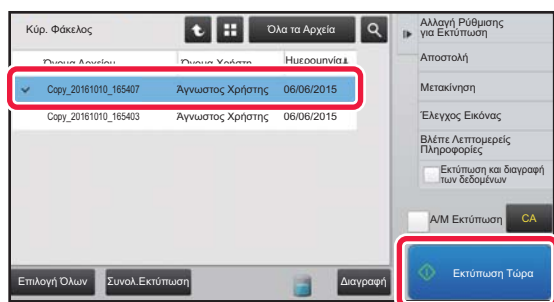 Κύρ. Φάκελος
Όλα τα Αρχεία
Όνομα Αρχείου Όνομα Χρήστη Ημερομηνία
Copy_20161010_165407 Άγνωστος Χρήστης 06/06/2015
Copy_20161010_165403 Άγνωστος Χρήστης 06/06/2015
Επιλογή Όλων
Συνολ.Εκτύπωση
Διαγραφή
Αλλαγή Ρύθμισης
για Εκτύπωση
Αποστολή
Μετακίνηση
Έλεγχος Εικόνας
Βλέπε Λεπτομερείς
Πληροφορίες
Εκτύπωση και διαγραφή
των δεδομένων
Α/Μ Εκτύπωση
CA
Εκτύπωση Τώρα